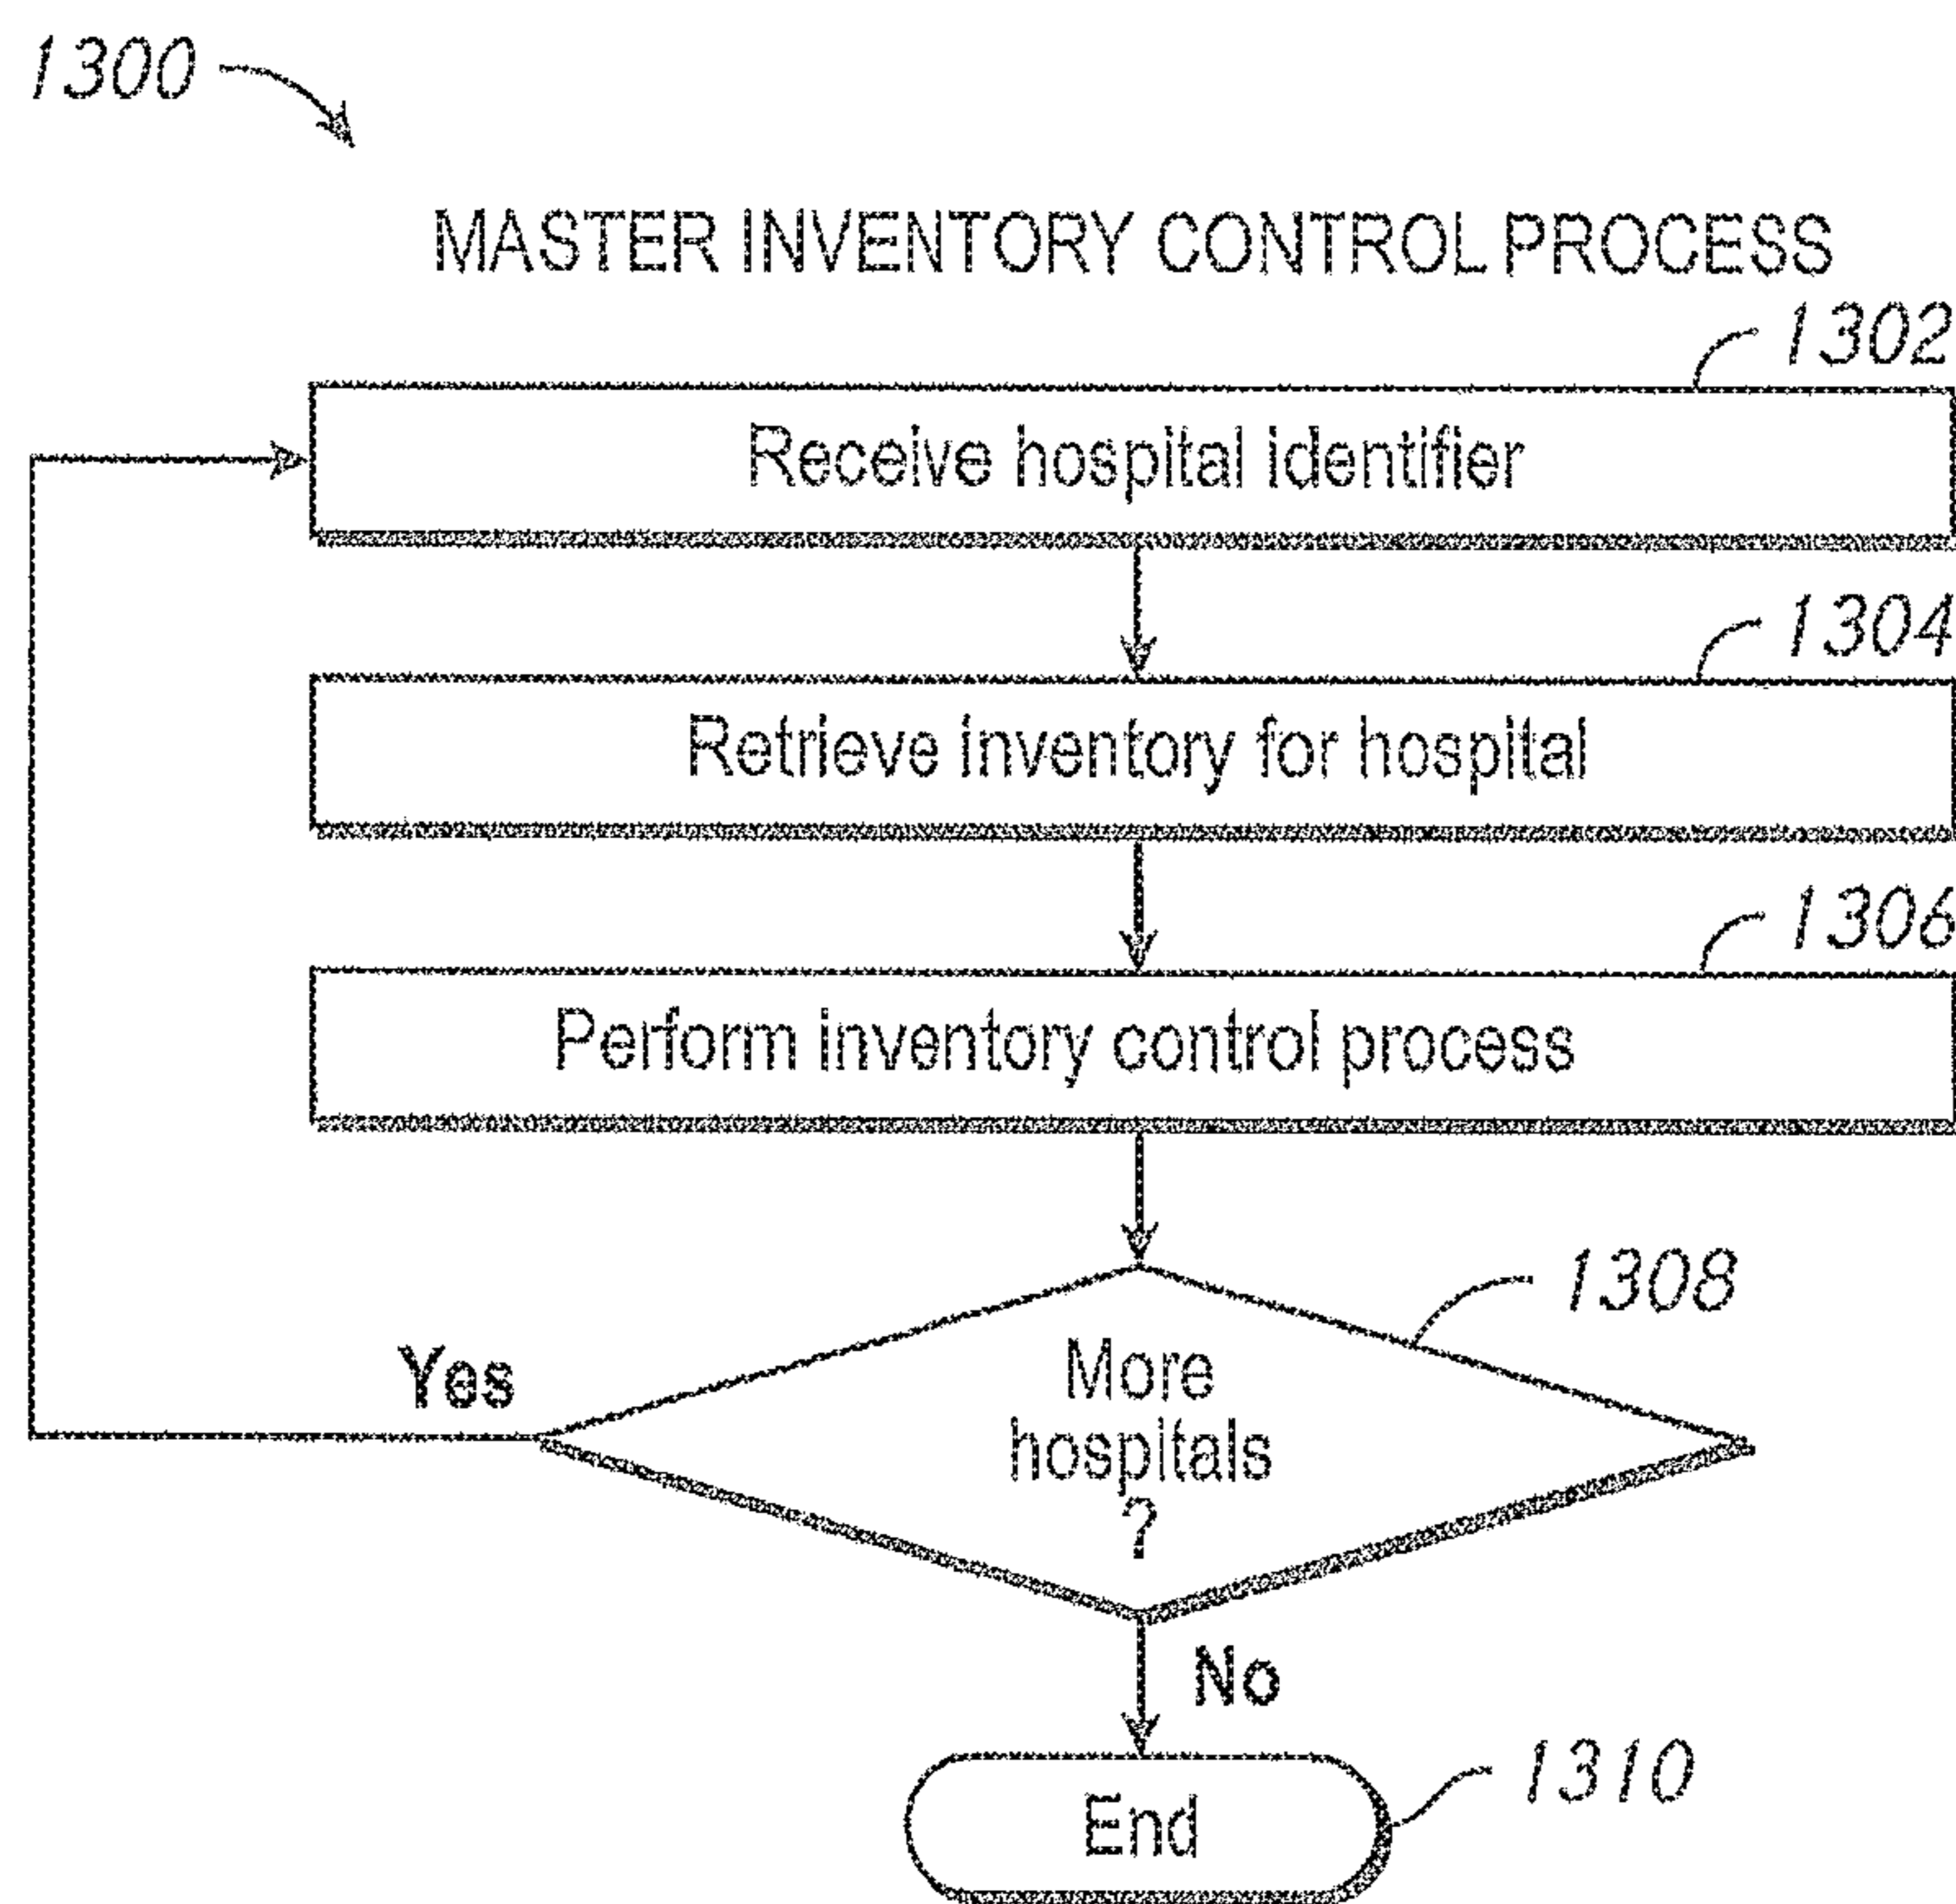 1300
MASTER INVENTORY CONTROL PROCESS
1302
Receive hospital identifier
1304
Retrieve inventory for hospital
1306
Perform inventory control process
1308
More
hospitals
?
Yes
No
End
1310